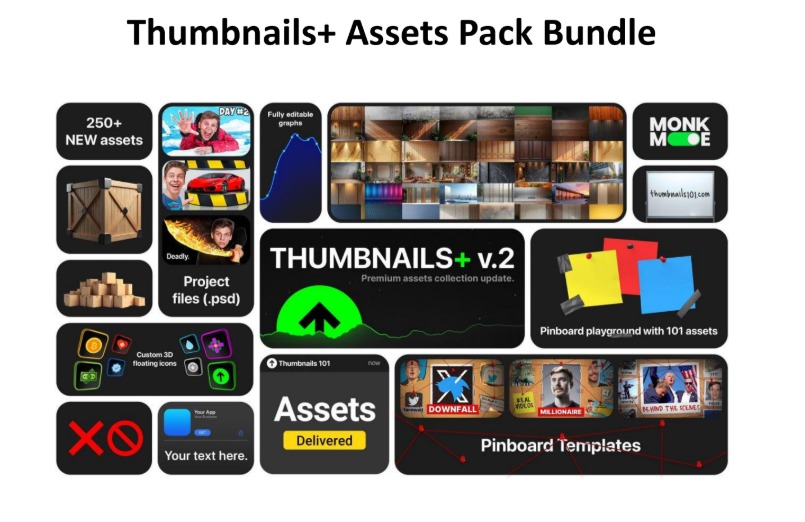 Thumbnails+ Assets Pack Bundle
250+
NEW assets
DAY #2
Deadly.
Project
files (.psd)
Fully editable
graphs
MONK
MODE
thumbnails101.com
THUMBNAILS+ v.2
Premium assets collection update.
Pinboard playground with 101 assets
Custom 3D
floating icons
Your App
Your text here.
Thumbnails 101
now
Assets
Delivered
REAL
VIDEOS
DOWNFALL
MILLIONAIRE
BEHIND THE SCENES
Pinboard Templates